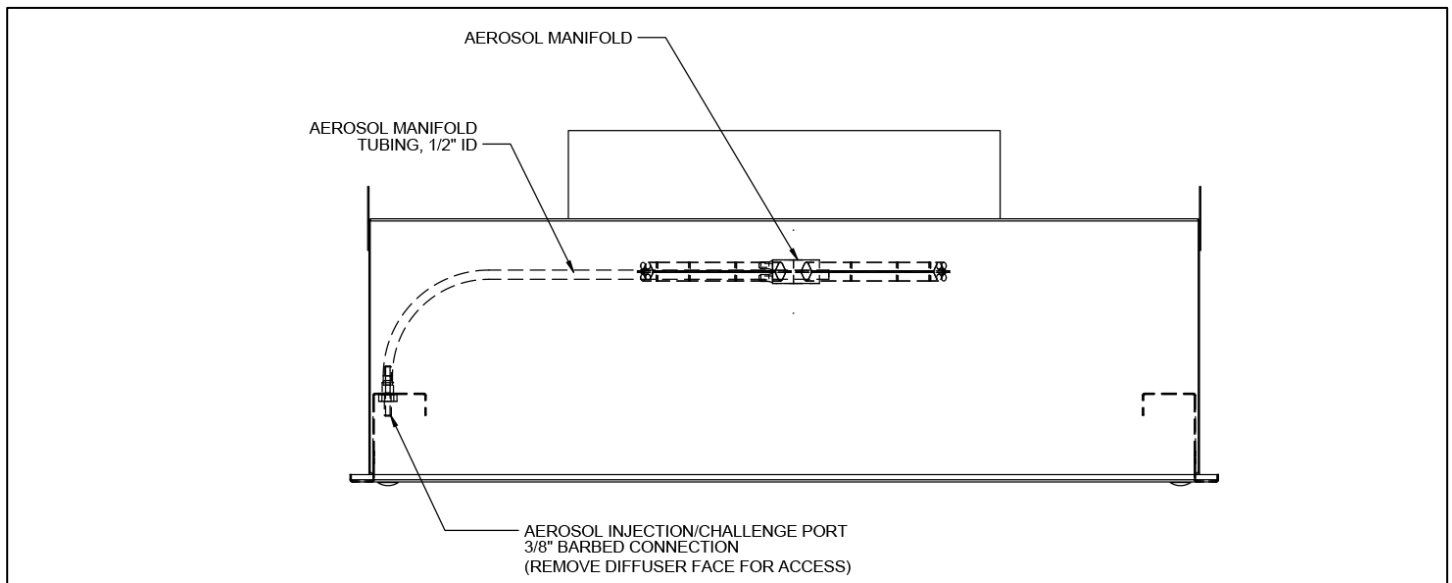 AEROSOL MANIFOLD
AEROSOL MANIFOLD
TUBING, 1/2" ID
AEROSOL INJECTION/CHALLENGE PORT
3/8" BARBED CONNECTION
(REMOVE DIFFUSER FACE FOR ACCESS)